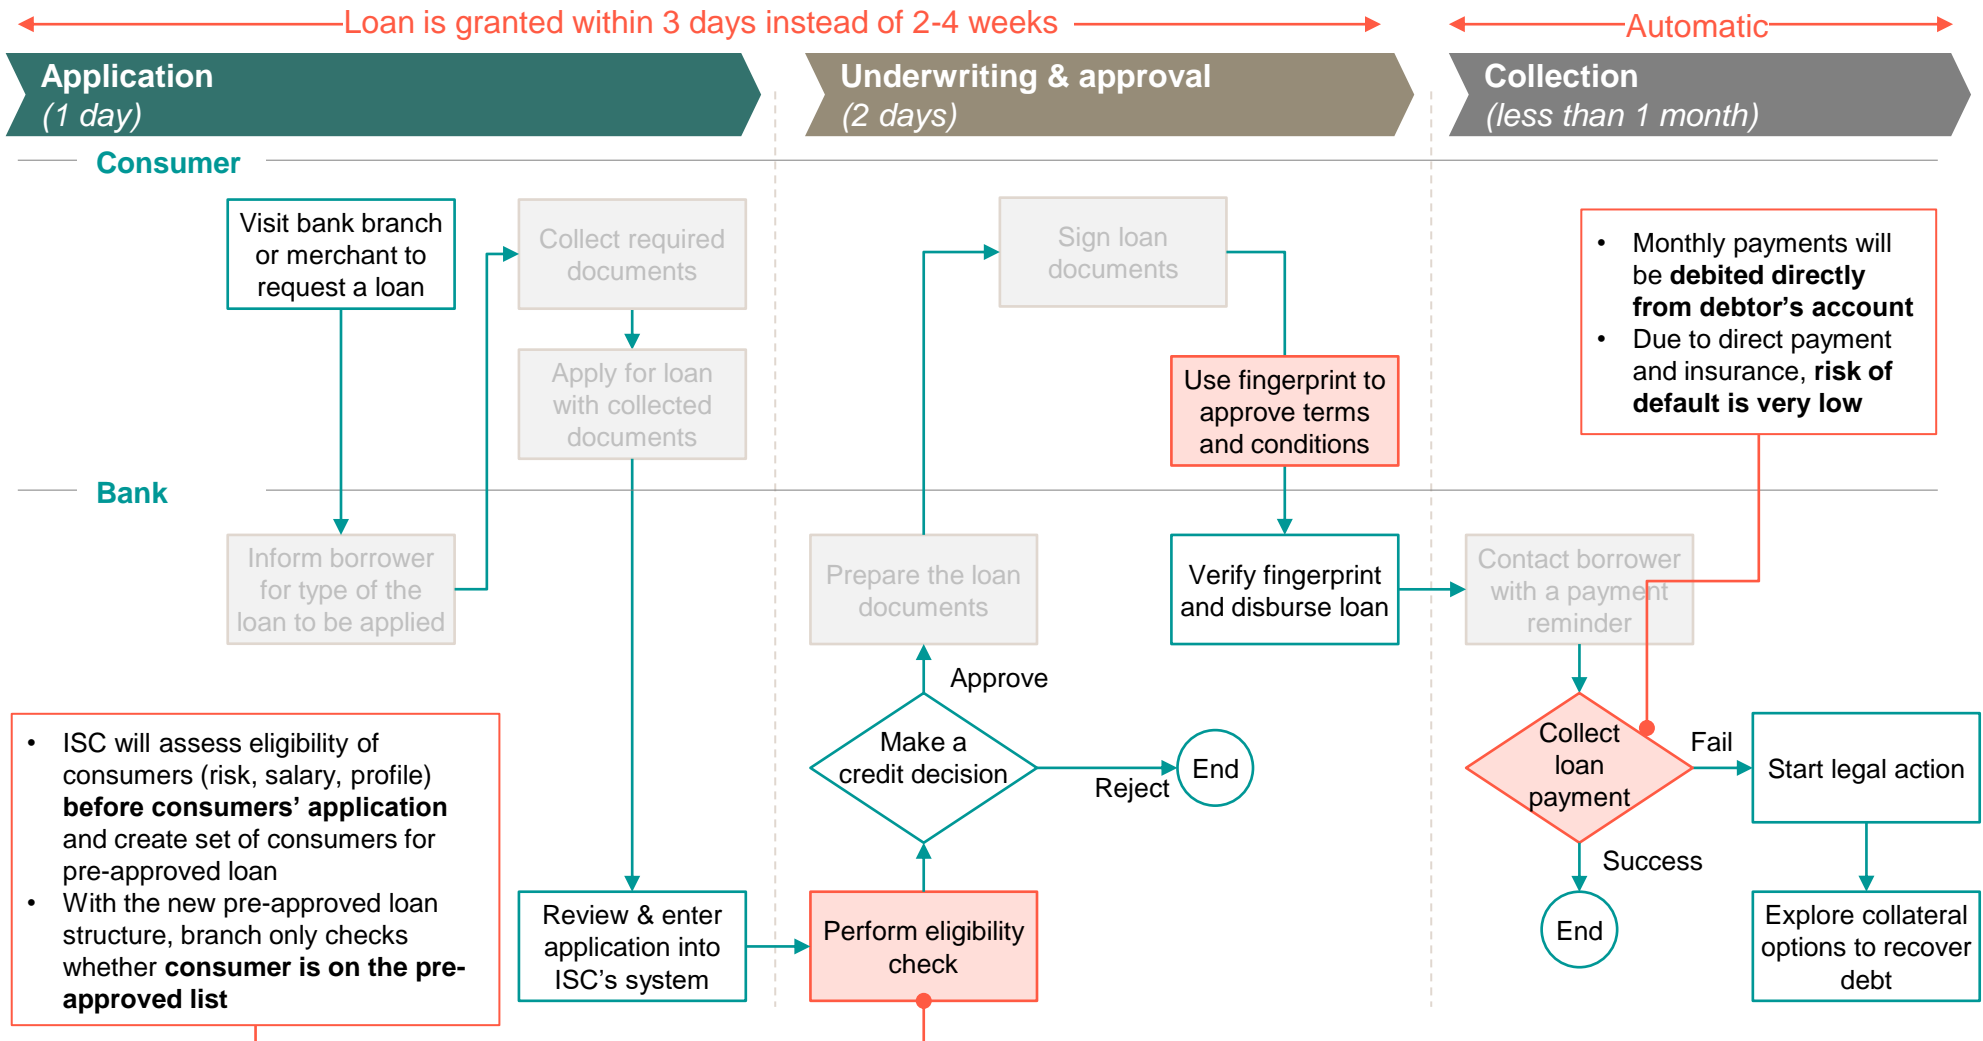 Loan is granted within 3 days instead of 2-4 weeks
Automatic
Application
(1 day)
Underwriting & approval
(2 days)
Collection
(less than 1 month)
Consumer
Visit bank branch
or merchant to
request a loan
Collect required
documents
Apply for loan
with collected
documents
Sign loan
documents
Use fingerprint to
approve terms
and conditions
• Monthly payments will
be debited directly
from debtor’s account
• Due to direct payment
and insurance, risk of
default is very low
Bank
Inform borrower
for type of the
loan to be applied
Prepare the loan
documents
Verify fingerprint
and disburse loan
Contact borrower
with a payment
reminder
Approve
Make a
credit decision
Reject
End
Collect
loan
payment
Fail
Start legal action
Success
End
Explore collateral
options to recover
debt
• ISC will assess eligibility of
consumers (risk, salary, profile)
before consumers’ application
and create set of consumers for
pre-approved loan
• With the new pre-approved loan
structure, branch only checks
whether consumer is on the pre-
approved list
Review & enter
application into
ISC’s system
Perform eligibility
check